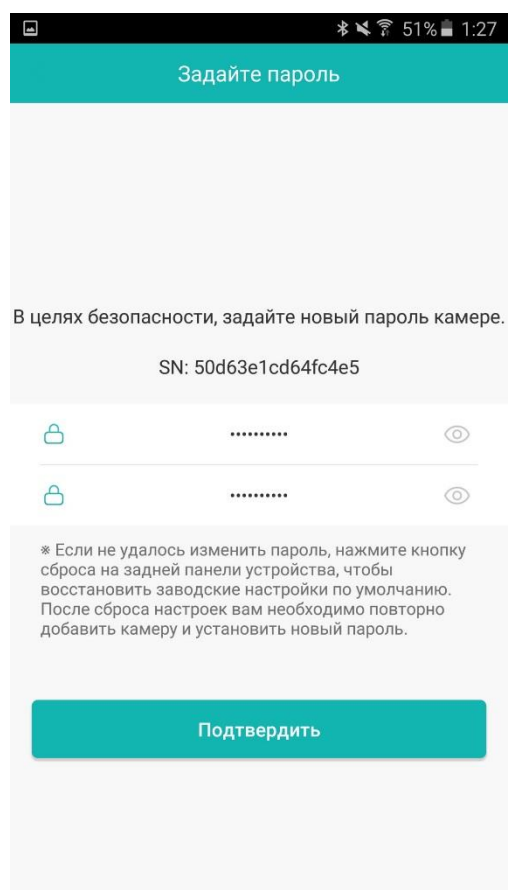 51% 1:27
Задайте пароль
В целях безопасности, задайте новый пароль камере.
SN: 50d63e1cd64fc4e5
••••••••••
••••••••••
※ Если не удалось изменить пароль, нажмите кнопку
сброса на задней панели устройства, чтобы
восстановить заводские настройки по умолчанию.
После сброса настроек вам необходимо повторно
добавить камеру и установить новый пароль.
Подтвердить